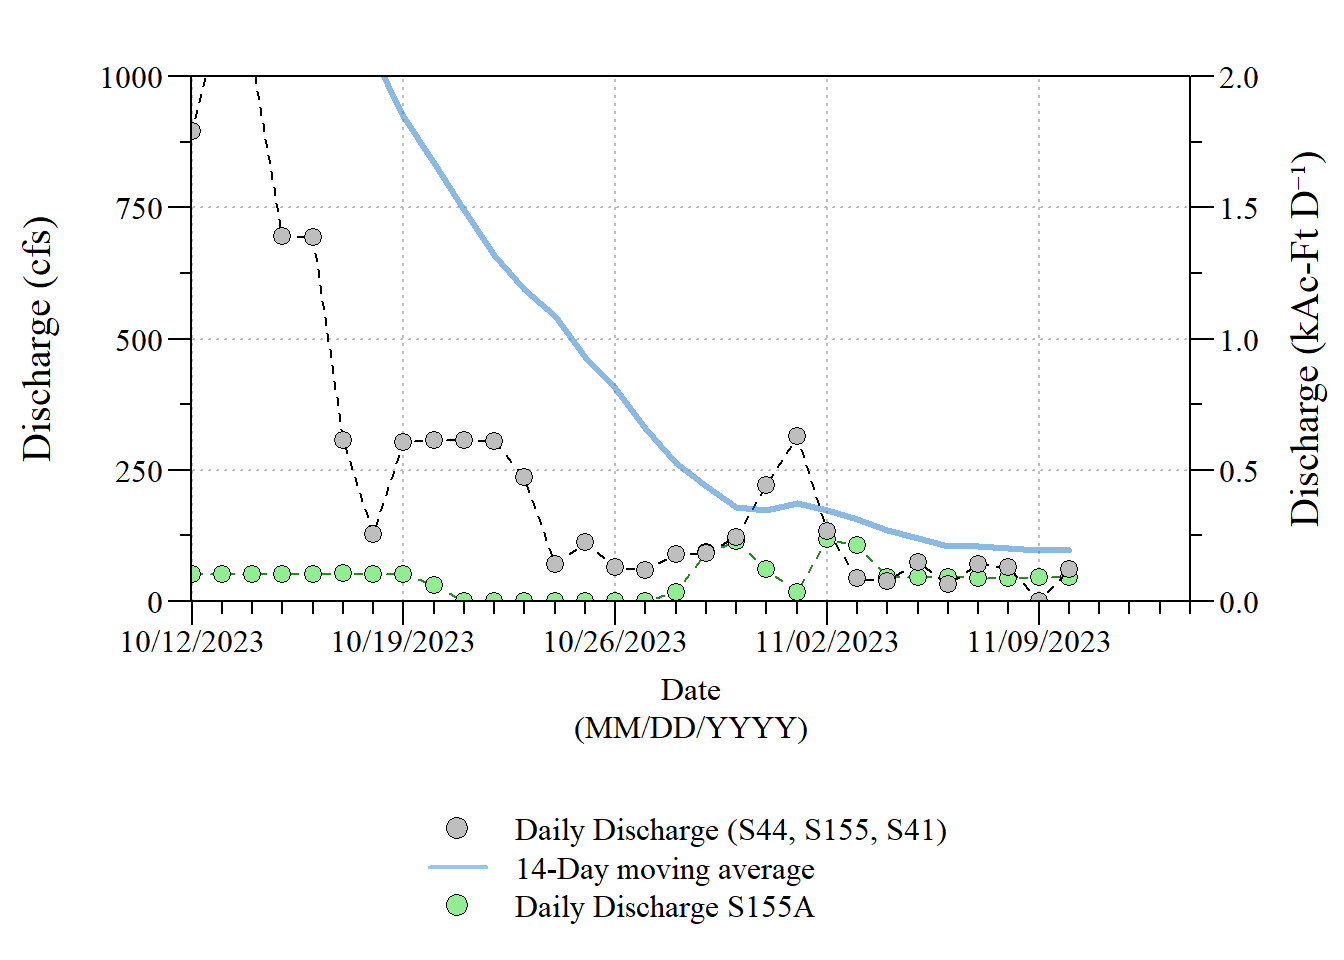 1000
750
500
250
0
Discharge (cfs)
2.0
1.5
1.0
0.5
0.0
Discharge (kAc-Ft D⁻¹)
10/12/2023
10/19/2023
10/26/2023
11/02/2023
11/09/2023
Date
(MM/DD/YYYY)
Daily Discharge (S44, S155, S41)
14-Day moving average
Daily Discharge S155A